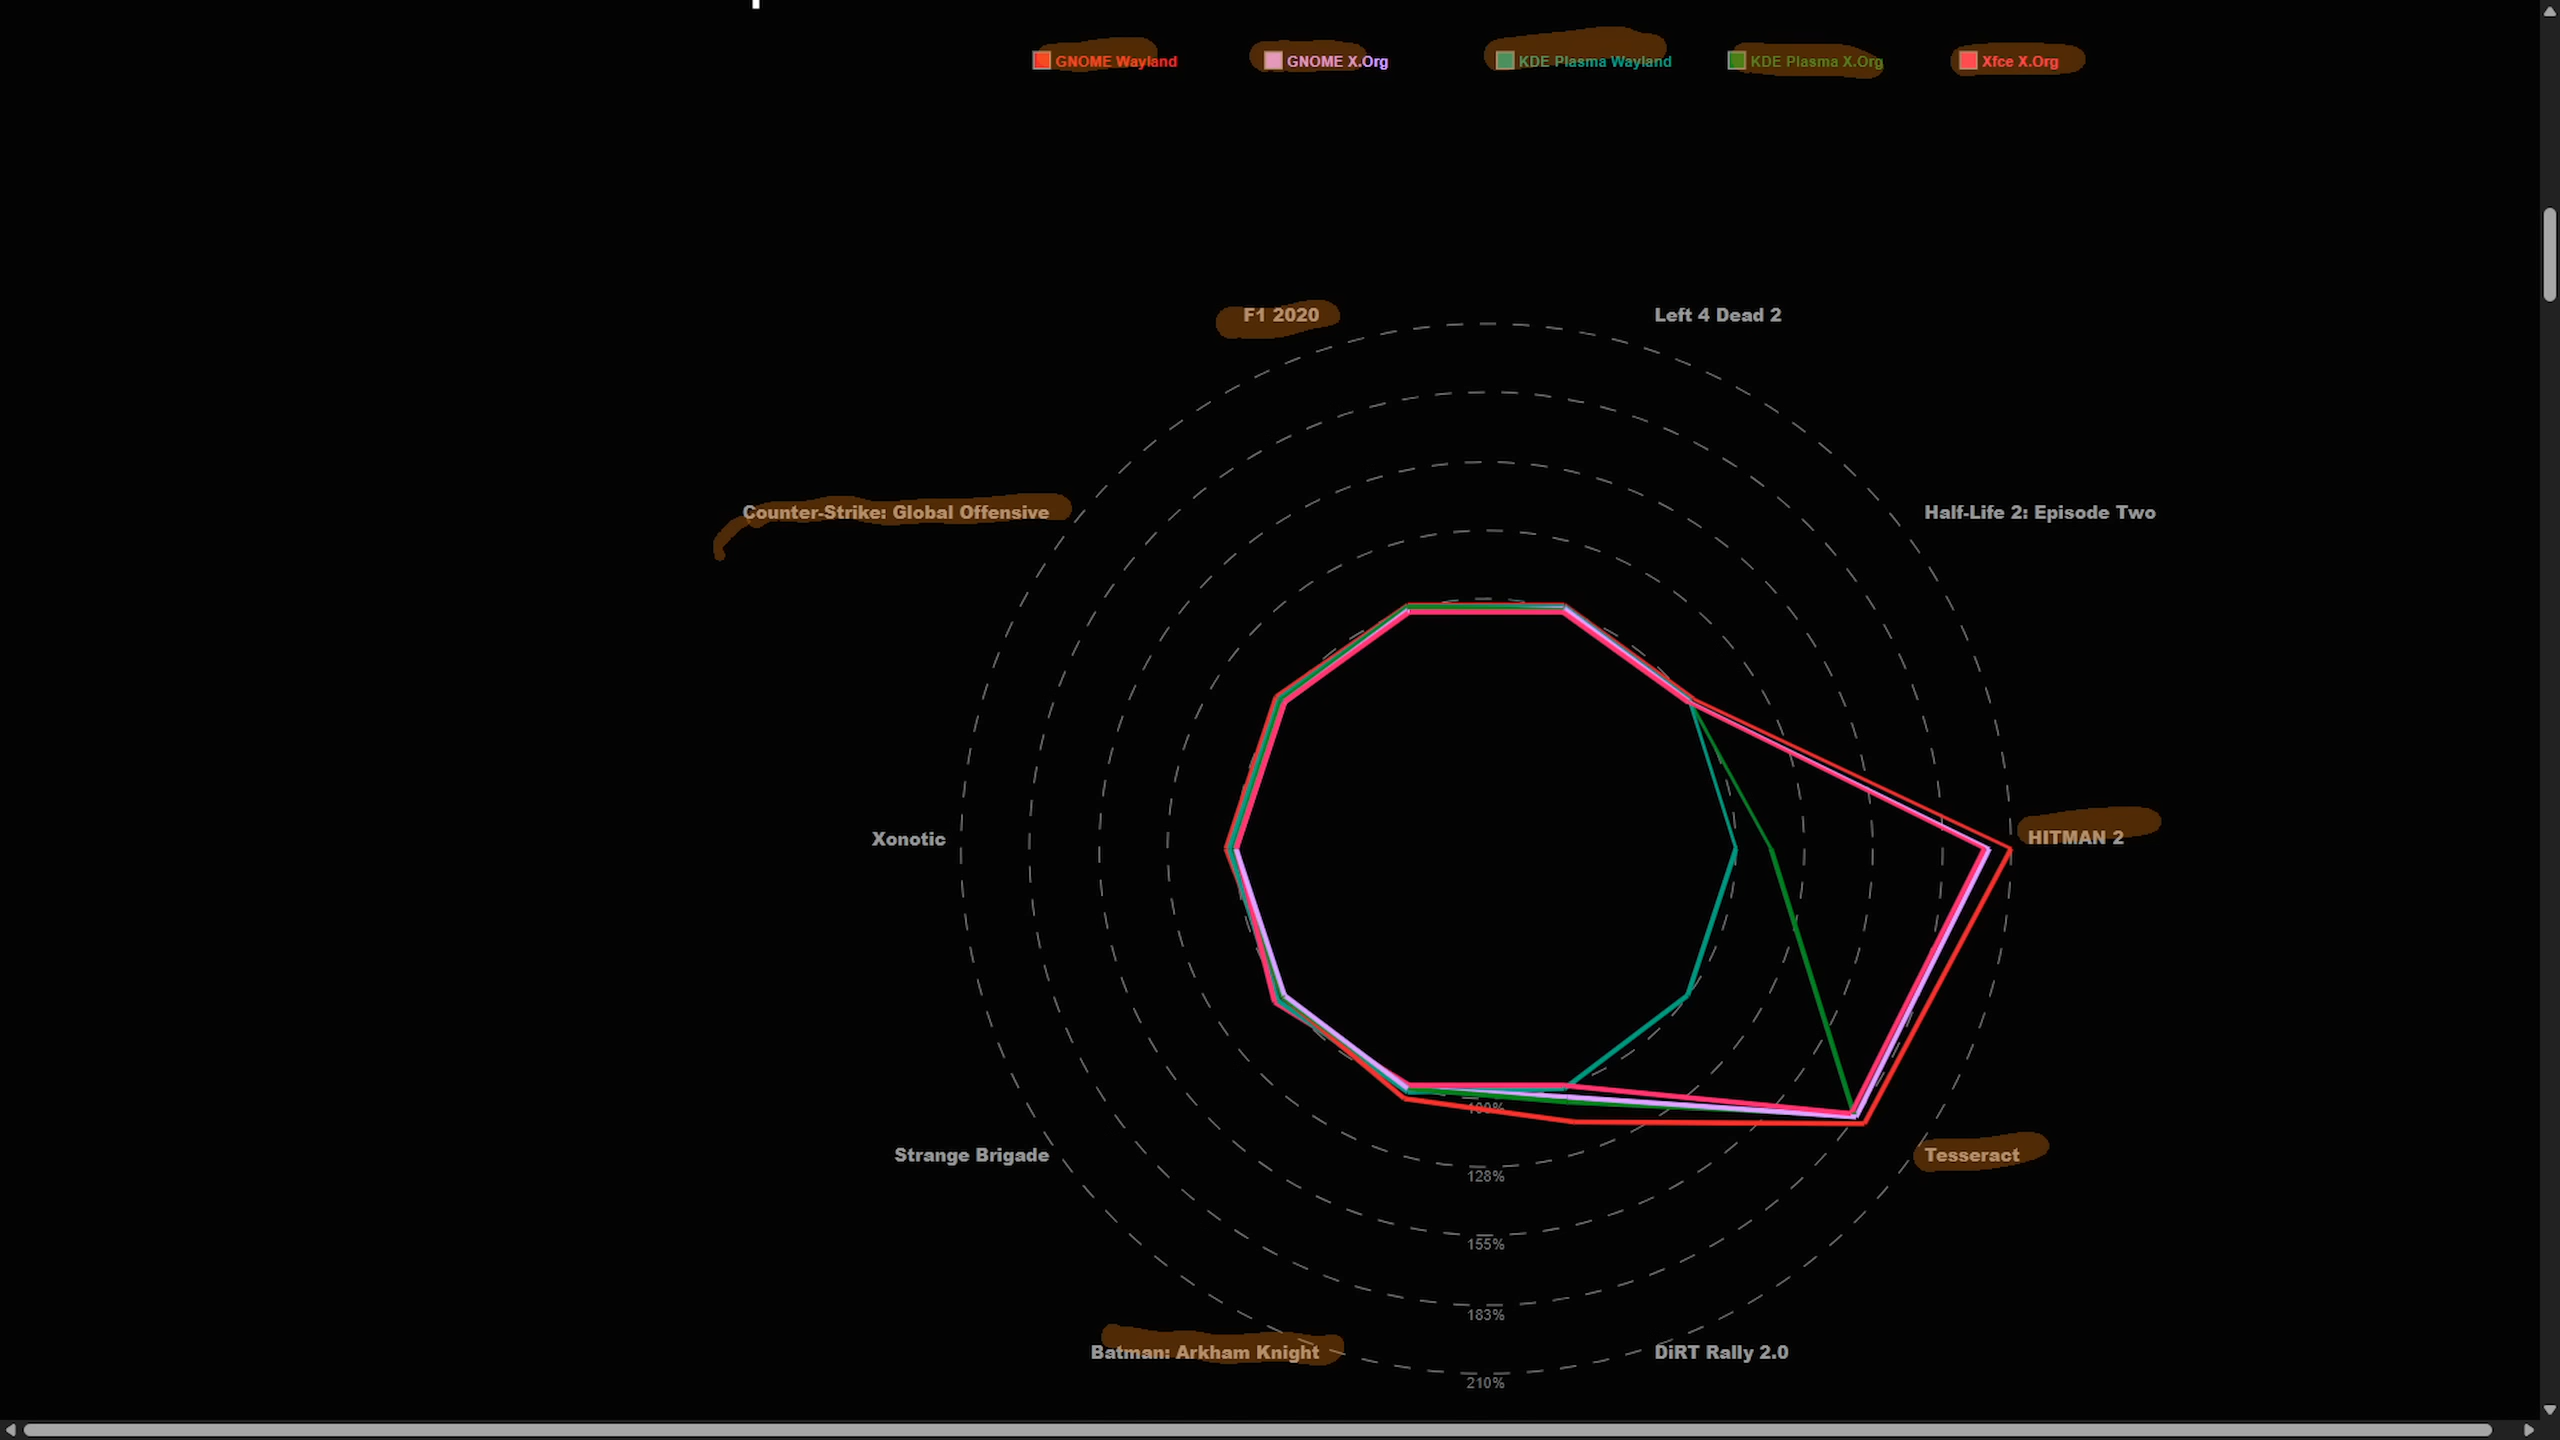 GNOME Wayland GNOME X.Org KDE Plasma Wayland KDE Plasma X.Org Xfce X.Org
F1 2020 Left 4 Dead 2
Counter-Strike: Global Offensive Half-Life 2: Episode Two
Xonotic HITMAN 2
100%
Strange Brigade Tesseract
128%
155%
183%
Batman: Arkham Knight DiRT Rally 2.0
210%